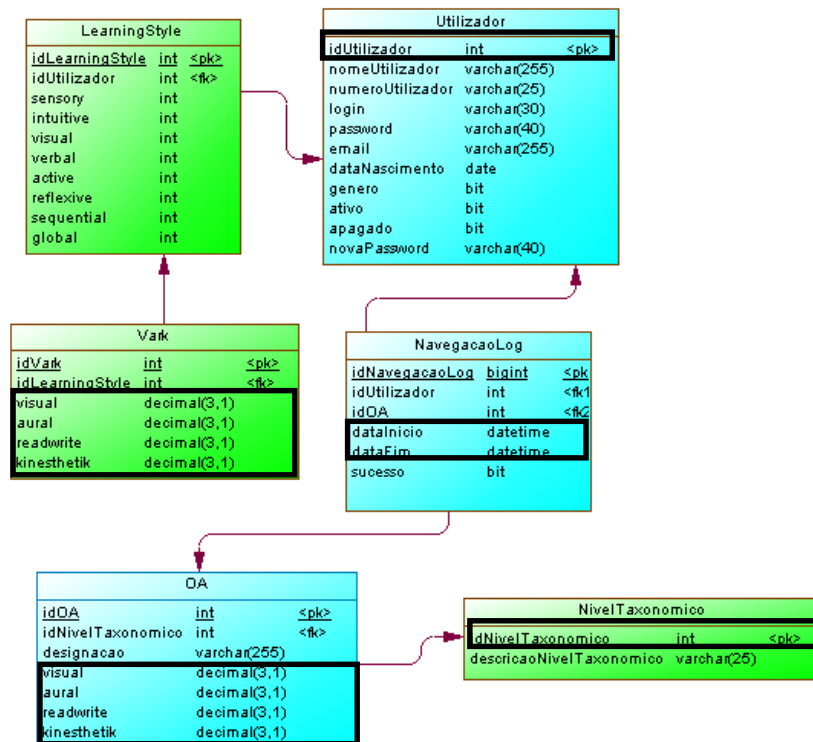 LearningStyle
idLearningStyle int <pk>
idUtilizador int <fk>
sensory int
intuitive int
visual int
verbal int
active int
reflexive int
sequential int
global int
Utilizador
idUtilizador int <pk>
nomeUtilizador varchar(255)
numeroUtilizador varchar(25)
login varchar(30)
password varchar(40)
email varchar(255)
dataNascimento date
genero bit
ativo bit
apagado bit
novaPassword varchar(40)
Vark
idVark int <pk>
idLearningStyle int <fk>
visual decimal(3,1)
aural decimal(3,1)
readwrite decimal(3,1)
kinesthetik decimal(3,1)
NavegacaoLog
idNavegacaoLog bigint <pk
idUtilizador int <fk1
idOA int <fk2
dataInicio datetime
dataFim datetime
sucesso bit
OA
idOA int <pk>
idNivelTaxonomico int <fk>
designacao varchar(255)
visual decimal(3,1)
aural decimal(3,1)
readwrite decimal(3,1)
kinesthetik decimal(3,1)
NivelTaxonomico
idNivelTaxonomico int <pk>
descricaoNivelTaxonomico varchar(25)